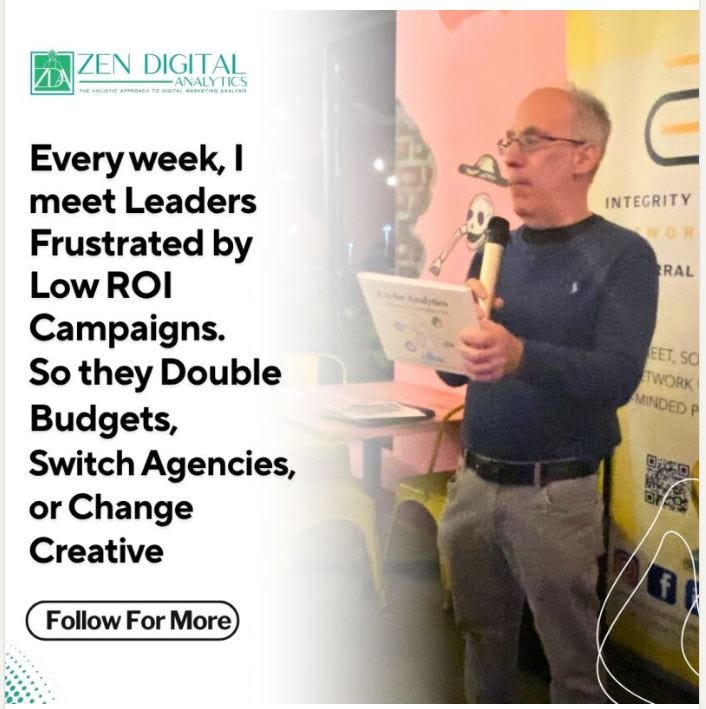 ZEN DIGITAL
ANALYTICS
THE HOLISTIC APPROACH TO DIGITAL MARKETING ANALYSIS
Every week, I
meet Leaders
Frustrated by
Low ROI
Campaigns.
So they Double
Budgets,
Switch Agencies,
or Change
Creative
Follow For More
A is for Analytics
INTEGRITY
WOR
RRAL
EET, SO
TWORK
MINDED P